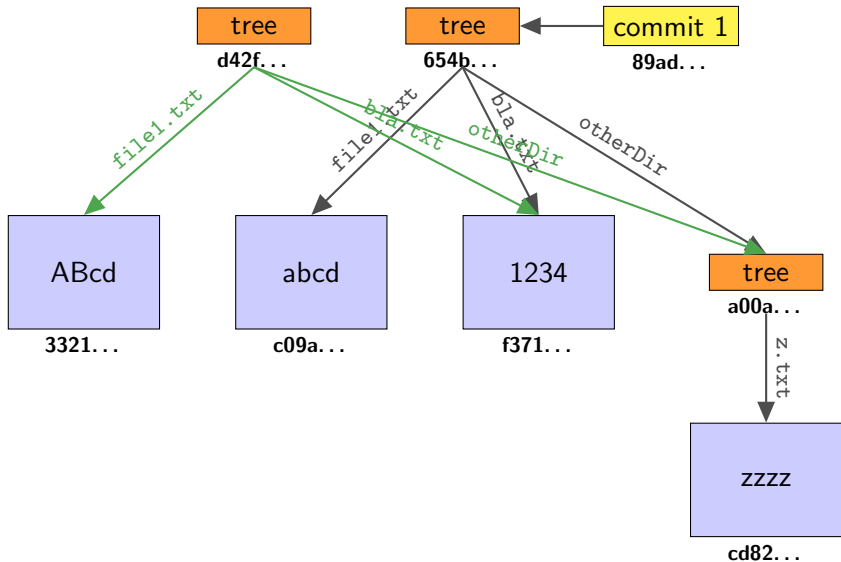 tree
tree
commit 1
d42f...
654b...
89ad...
file1.txt
bla.txt
otherDir
file1.txt
bla.txt
otherDir
ABcd
abcd
1234
tree
3321...
c09a...
f371...
a00a...
z.txt
zzzz
cd82...